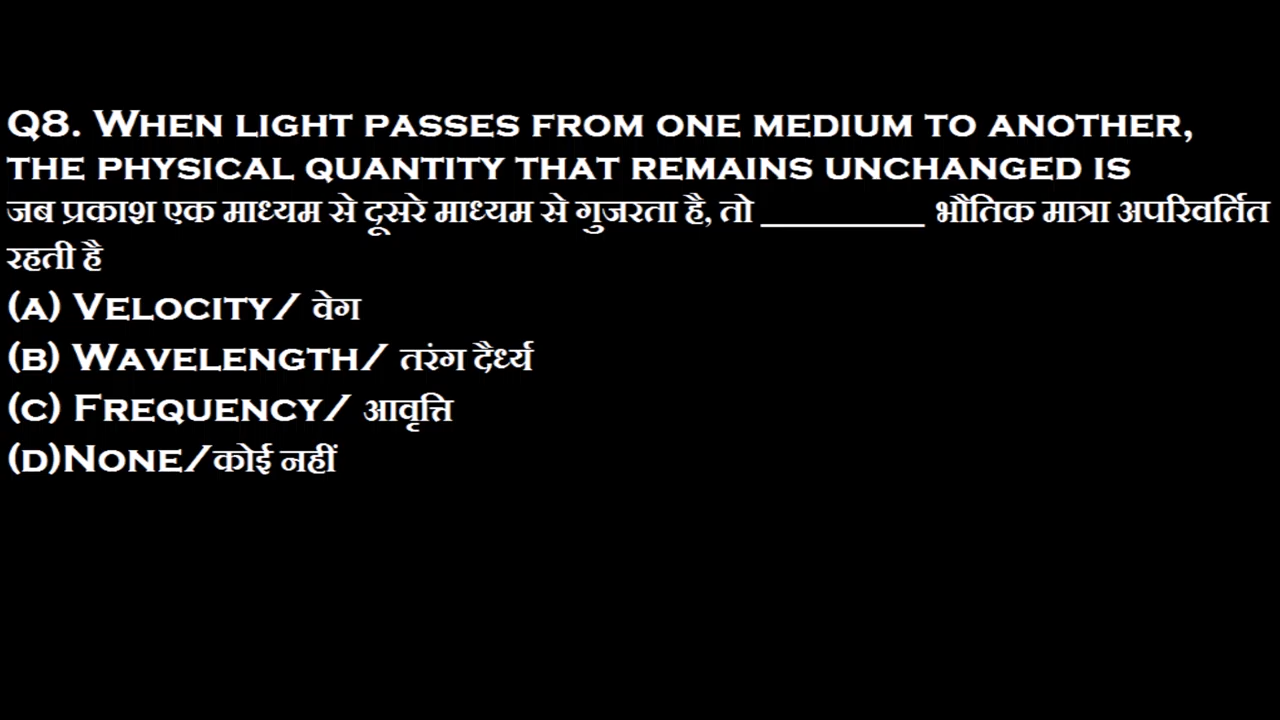 Q8. When light passes from one medium to another,
the physical quantity that remains unchanged is
जब प्रकाश एक माध्यम से दूसरे माध्यम से गुजरता है, तो _________ भौतिक मात्रा अपरिवर्तित
रहती है
(a) Velocity/ वेग
(b) Wavelength/ तरंग दैर्ध्य
(c) Frequency/ आवृत्ति
(d)None/कोई नहीं